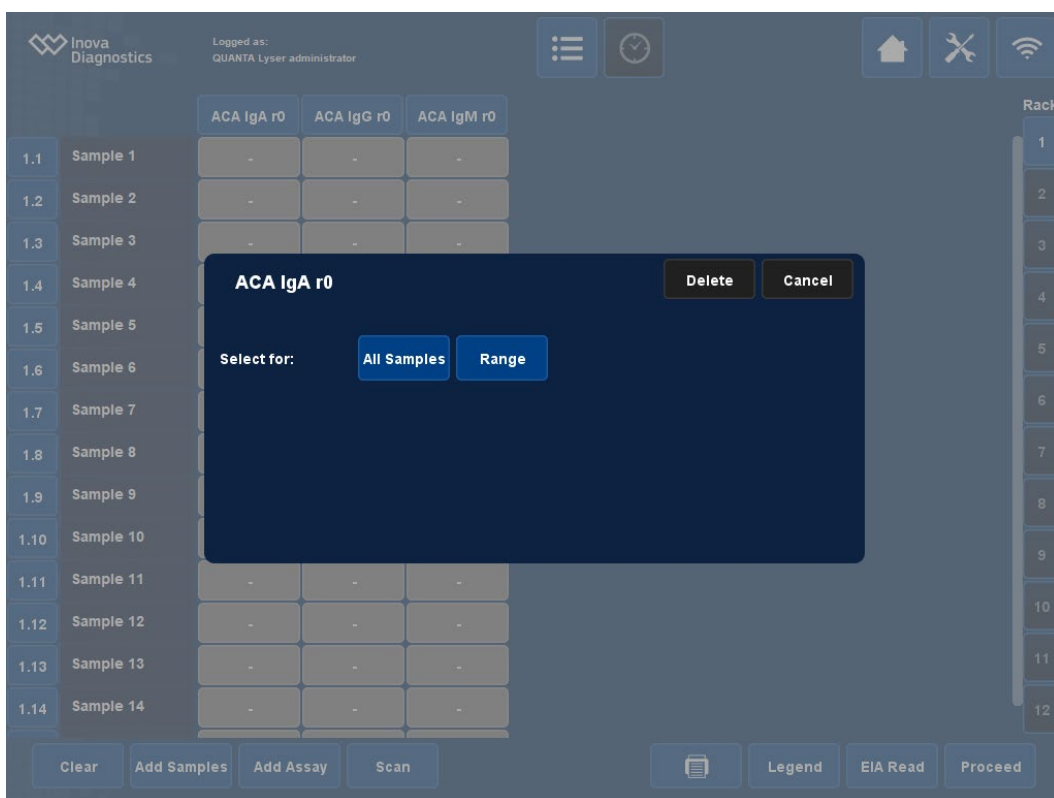 Inova
Diagnostics
Logged as:
QUANTA Lyser administrator
ACA IgA r0 ACA IgG r0 ACA IgM r0
Rack
1.1 Sample 1 - - - 1
1.2 Sample 2 - - - 2
1.3 Sample 3 - - - 3
1.4 Sample 4 4
1.5 Sample 5 5
1.6 Sample 6 6
1.7 Sample 7
1.8 Sample 8 7
1.9 Sample 9 8
1.10 Sample 10 9
ACA IgA r0 Delete Cancel
Select for: All Samples Range
1.11 Sample 11 - - -
1.12 Sample 12 - - - 10
1.13 Sample 13 - - - 11
1.14 Sample 14 - - - 12
Clear Add Samples Add Assay Scan Legend EIA Read Proceed